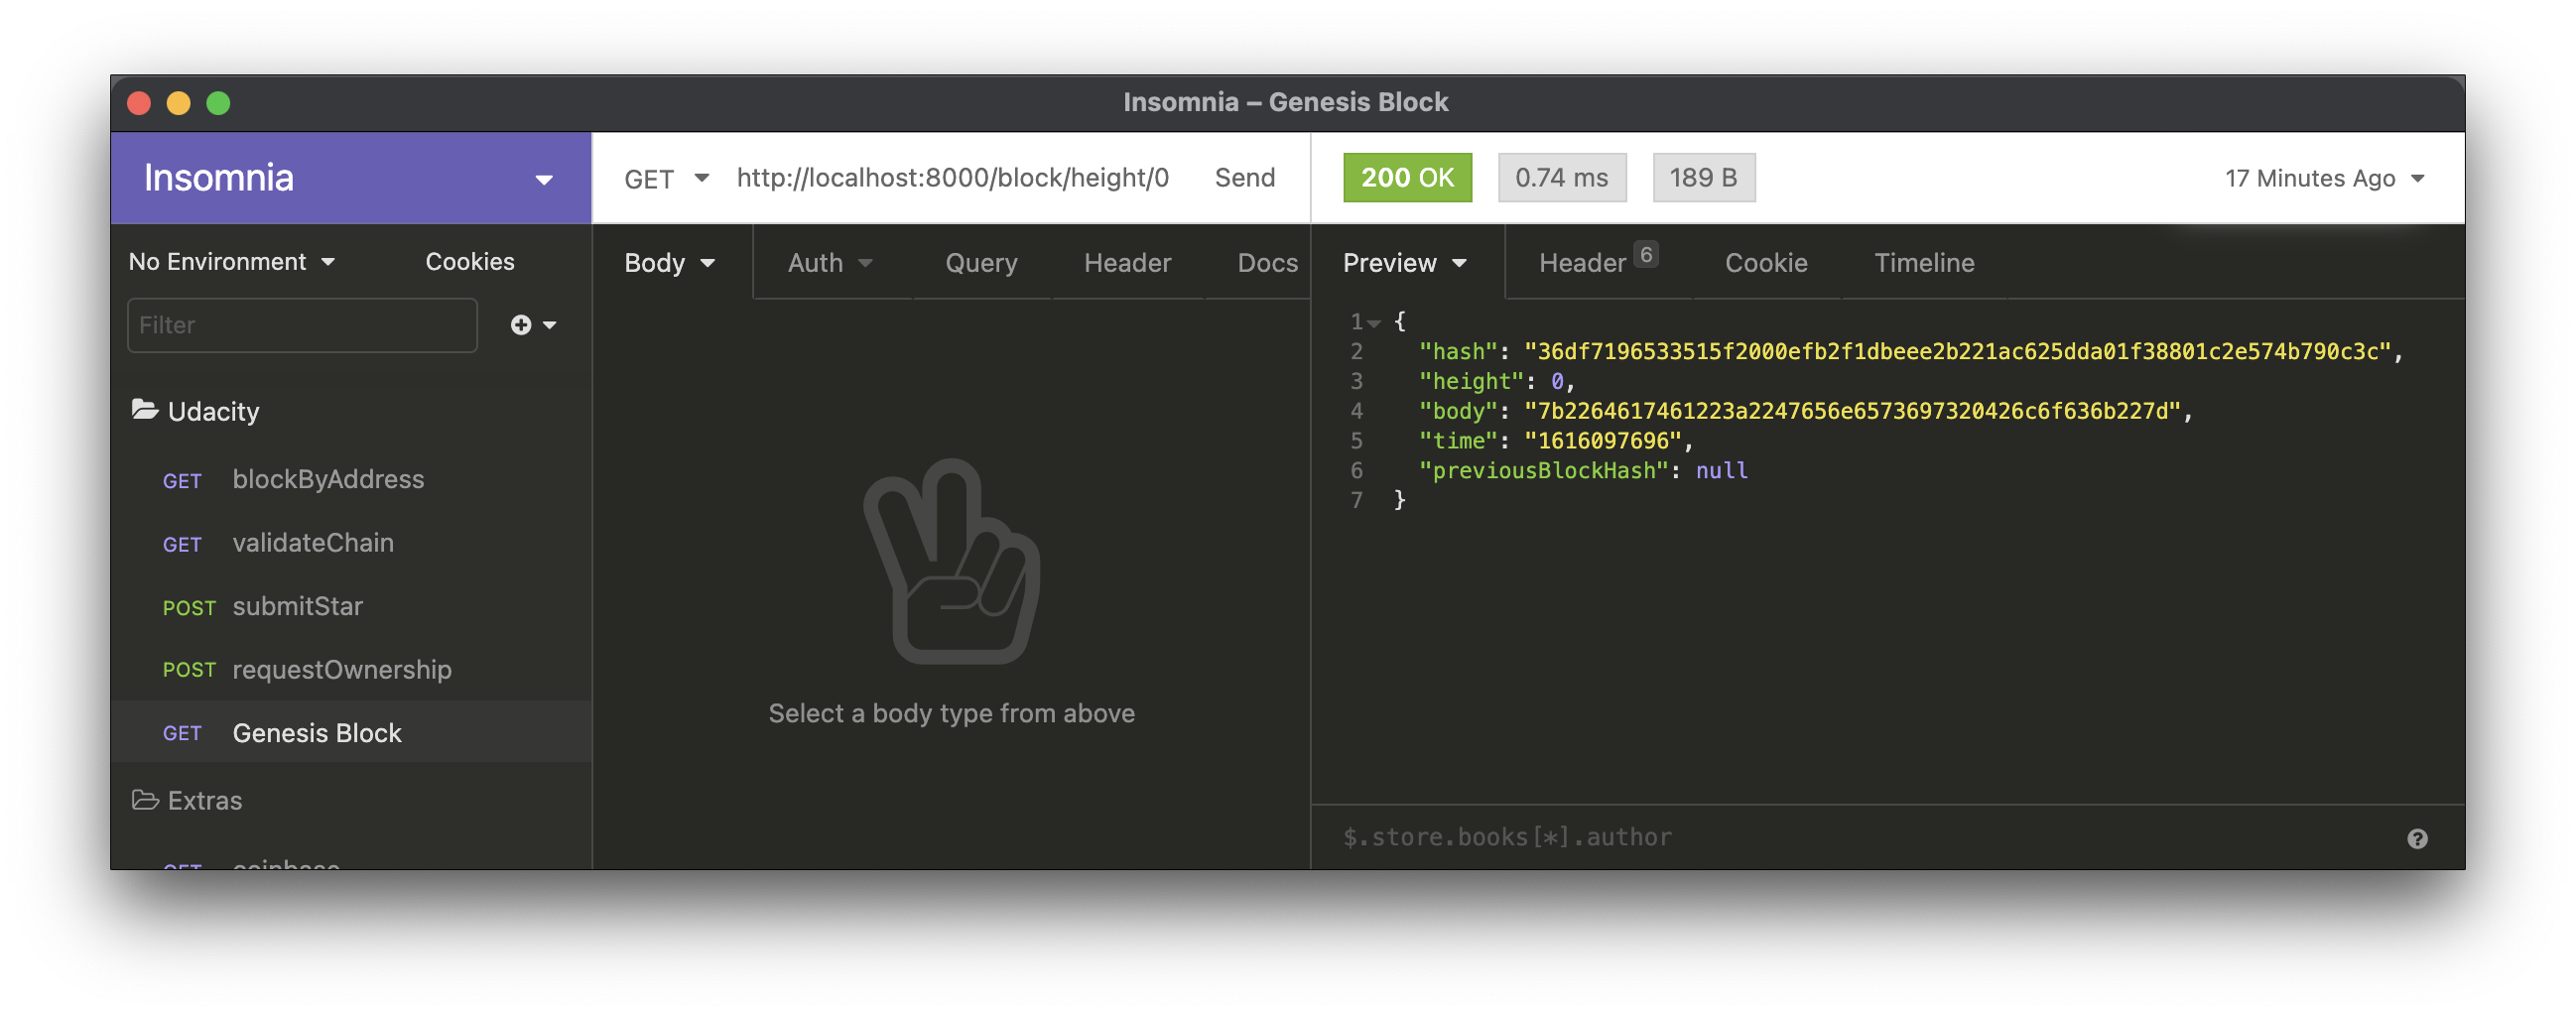 Insomnia – Genesis Block
Insomnia
GET http://localhost:8000/block/height/0 Send
200 OK 0.74 ms 189 B 17 Minutes Ago
No Environment Cookies
Filter
Udacity
GET blockByAddress
GET validateChain
POST submitStar
POST requestOwnership
GET Genesis Block
Extras
GET coinbase
Body Auth Query Header Docs
Select a body type from above
Preview Header 6 Cookie Timeline
1 {
2 "hash": "36df7196533515f2000efb2f1dbeee2b221ac625dda01f38801c2e574b790c3c",
3 "height": 0,
4 "body": "7b2264617461223a2247656e6573697320426c6f636b227d",
5 "time": "1616097696",
6 "previousBlockHash": null
7 }
$.store.books[*].author